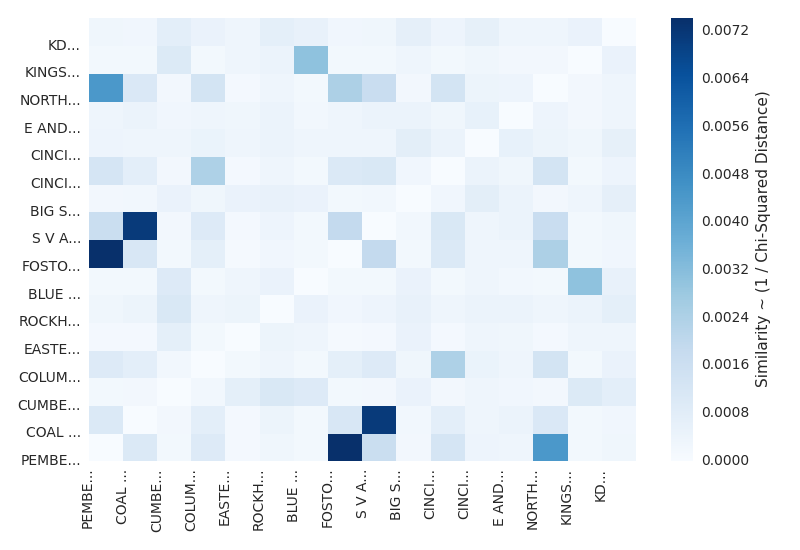 KD...
KINGS...
NORTH...
E AND...
CINCI...
CINCI...
BIG S...
S V A...
FOSTO...
BLUE ...
ROCKH...
EASTE...
COLUM...
CUMBE...
COAL ...
PEMBE...
PEMBE...
COAL ...
CUMBE...
COLUM...
EASTE...
ROCKH...
BLUE ...
FOSTO...
S V A...
BIG S...
CINCI...
CINCI...
E AND...
NORTH...
KINGS...
KD...
0.0072
0.0064
0.0056
0.0048
0.0040
0.0032
0.0024
0.0016
0.0008
0.0000
Similarity ~ (1 / Chi-Squared Distance)